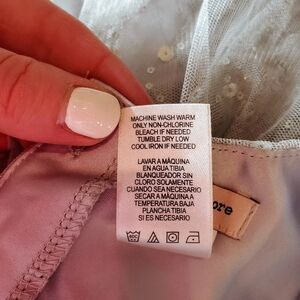 MACHINE WASH WARM
ONLY NON-CHLORINE
BLEACH IF NEEDED
TUMBLE DRY LOW
COOL IRON IF NEEDED
LAVAR A MÁQUINA
EN AGUA TIBIA
BLANQUEADOR SIN
CLORO SOLAMENTE
CUANDO SEA NECESARIO
SECAR A MÁQUINA A
TEMPERATURA BAJA
PLANCHA TIBIA
SI ES NECESARIO
ore